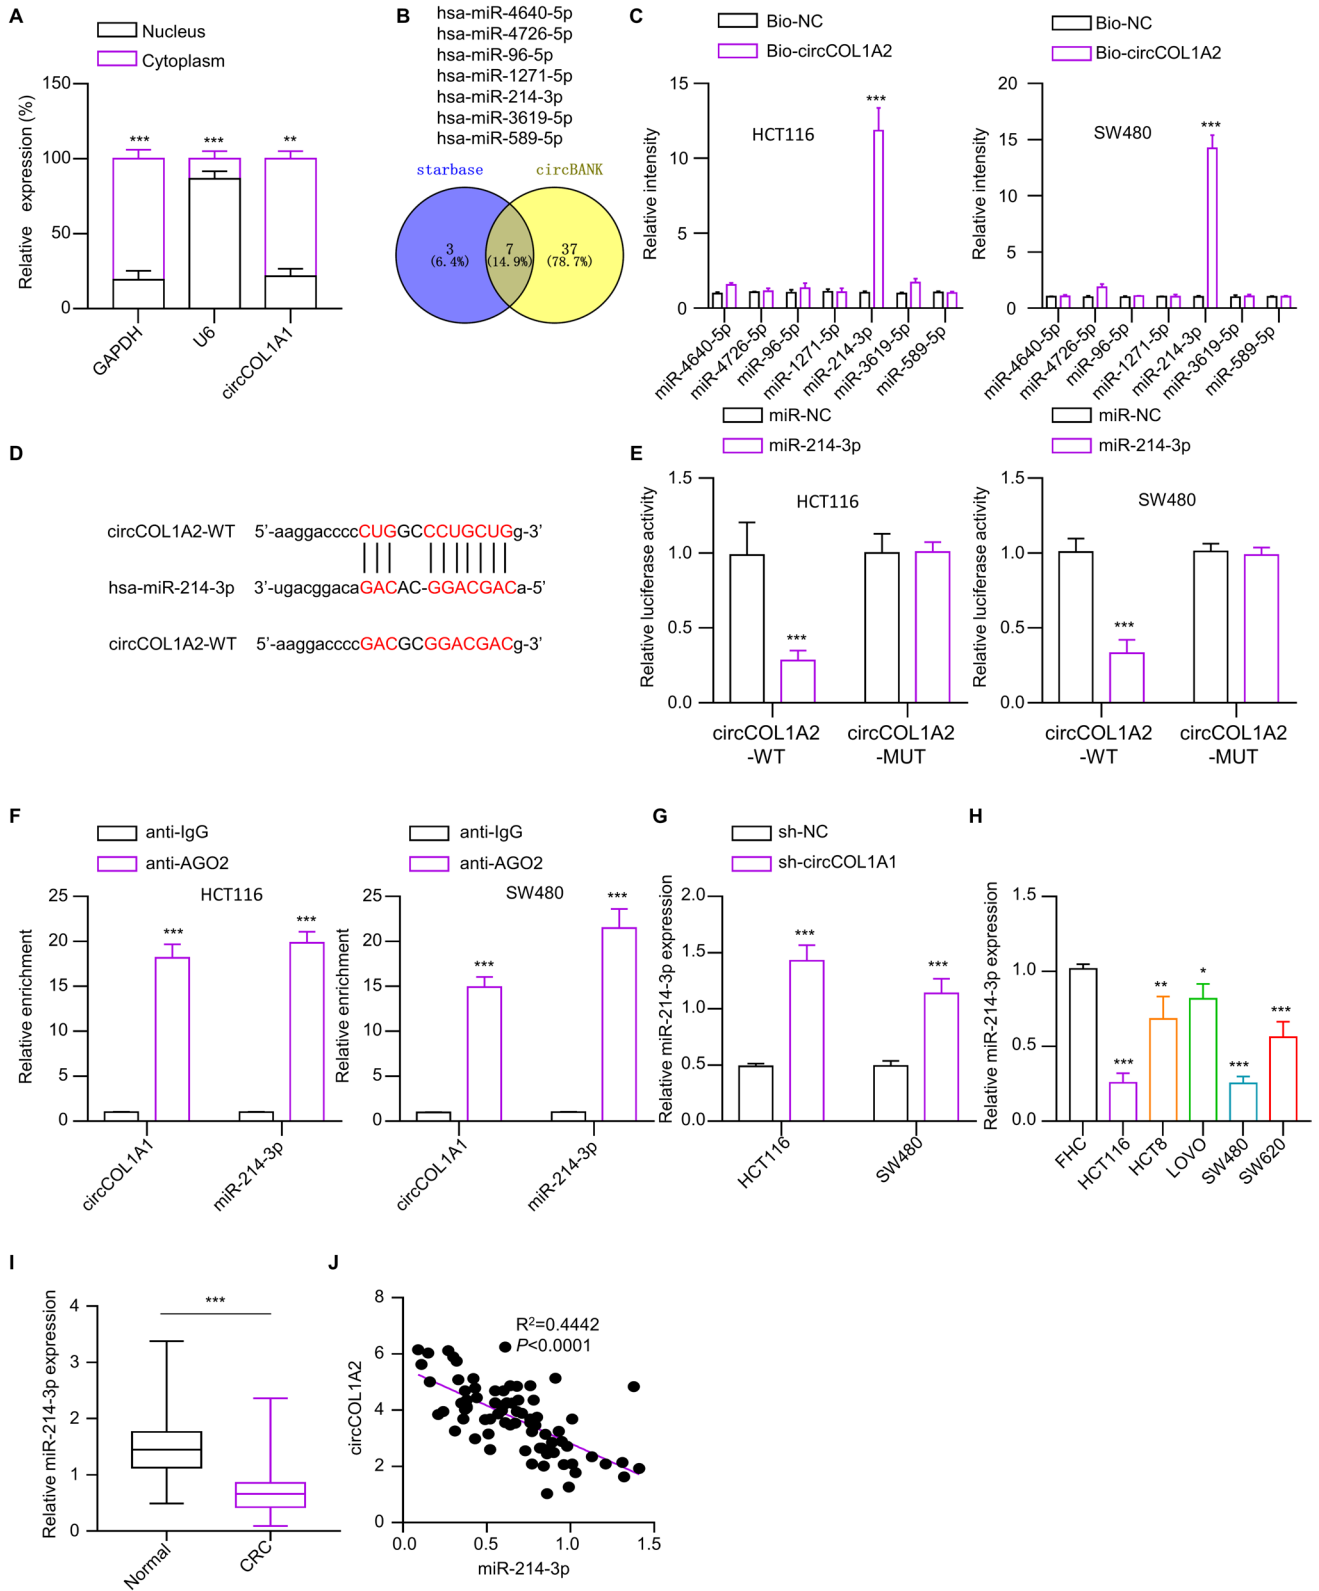 A
Nucleus
Cytoplasm
Relative expression (%)
150
100
50
0
***
***
**
GAPDH
U6
circCOL1A1
B
hsa-miR-4640-5p
hsa-miR-4726-5p
hsa-miR-96-5p
hsa-miR-1271-5p
hsa-miR-214-3p
hsa-miR-3619-5p
hsa-miR-589-5p
starbase
circBANK
3
(6.4%)
7
(14.9%)
37
(78.7%)
C
Bio-NC
Bio-circCOL1A2
Relative intensity
15
10
5
0
HCT116
***
miR-4640-5p
miR-4726-5p
miR-96-5p
miR-1271-5p
miR-214-3p
miR-3619-5p
miR-589-5p
Bio-NC
Bio-circCOL1A2
Relative intensity
20
15
10
5
0
SW480
***
miR-4640-5p
miR-4726-5p
miR-96-5p
miR-1271-5p
miR-214-3p
miR-3619-5p
miR-589-5p
D
circCOL1A2-WT 5’-aaggaccccCUGGCCCUGCUGg-3’
hsa-miR-214-3p 3’-ugacggacaGACAC-GGACGACa-5’
circCOL1A2-WT 5’-aaggaccccGACGCGGACGACg-3’
E
miR-NC
miR-214-3p
Relative luciferase activity
1.5
1.0
0.5
0.0
HCT116
***
circCOL1A2
-WT
circCOL1A2
-MUT
miR-NC
miR-214-3p
Relative luciferase activity
1.5
1.0
0.5
0.0
SW480
***
circCOL1A2
-WT
circCOL1A2
-MUT
F
anti-IgG
anti-AGO2
Relative enrichment
25
20
15
10
5
0
HCT116
***
***
circCOL1A1
miR-214-3p
anti-IgG
anti-AGO2
Relative enrichment
25
20
15
10
5
0
SW480
***
***
circCOL1A1
miR-214-3p
G
sh-NC
sh-circCOL1A1
Relative miR-214-3p expression
2.0
1.5
1.0
0.5
0.0
***
***
HCT116
SW480
H
Relative miR-214-3p expression
1.5
1.0
0.5
0.0
***
**
*
***
***
FHC
HCT116
HCT8
LOVO
SW480
SW620
I
Relative miR-214-3p expression
4
3
2
1
0
***
Normal
CRC
J
circCOL1A2
8
6
4
2
0
R²=0.4442
P<0.0001
0.0
0.5
1.0
1.5
miR-214-3p